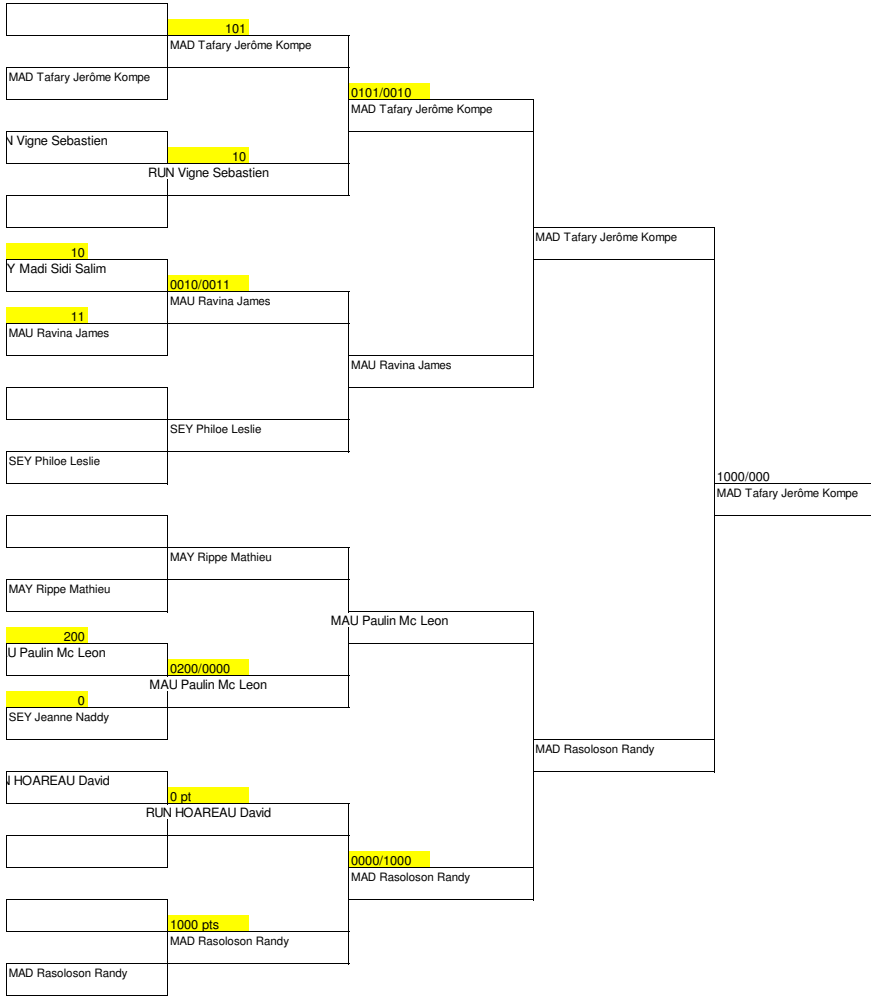 101
MAD Tafary Jerôme Kompe
MAD Tafary Jerôme Kompe
0101/0010
MAD Tafary Jerôme Kompe
N Vigne Sebastien
10
RUN Vigne Sebastien
MAD Tafary Jerôme Kompe
10
Y Madi Sidi Salim
0010/0011
MAU Ravina James
11
MAU Ravina James
MAU Ravina James
SEY Philoe Leslie
SEY Philoe Leslie
1000/000
MAD Tafary Jerôme Kompe
MAY Rippe Mathieu
MAY Rippe Mathieu
MAU Paulin Mc Leon
200
U Paulin Mc Leon
0200/0000
MAU Paulin Mc Leon
0
SEY Jeanne Naddy
MAD Rasoloson Randy
N HOAREAU David
0 pt
RUN HOAREAU David
0000/1000
MAD Rasoloson Randy
1000 pts
MAD Rasoloson Randy
MAD Rasoloson Randy